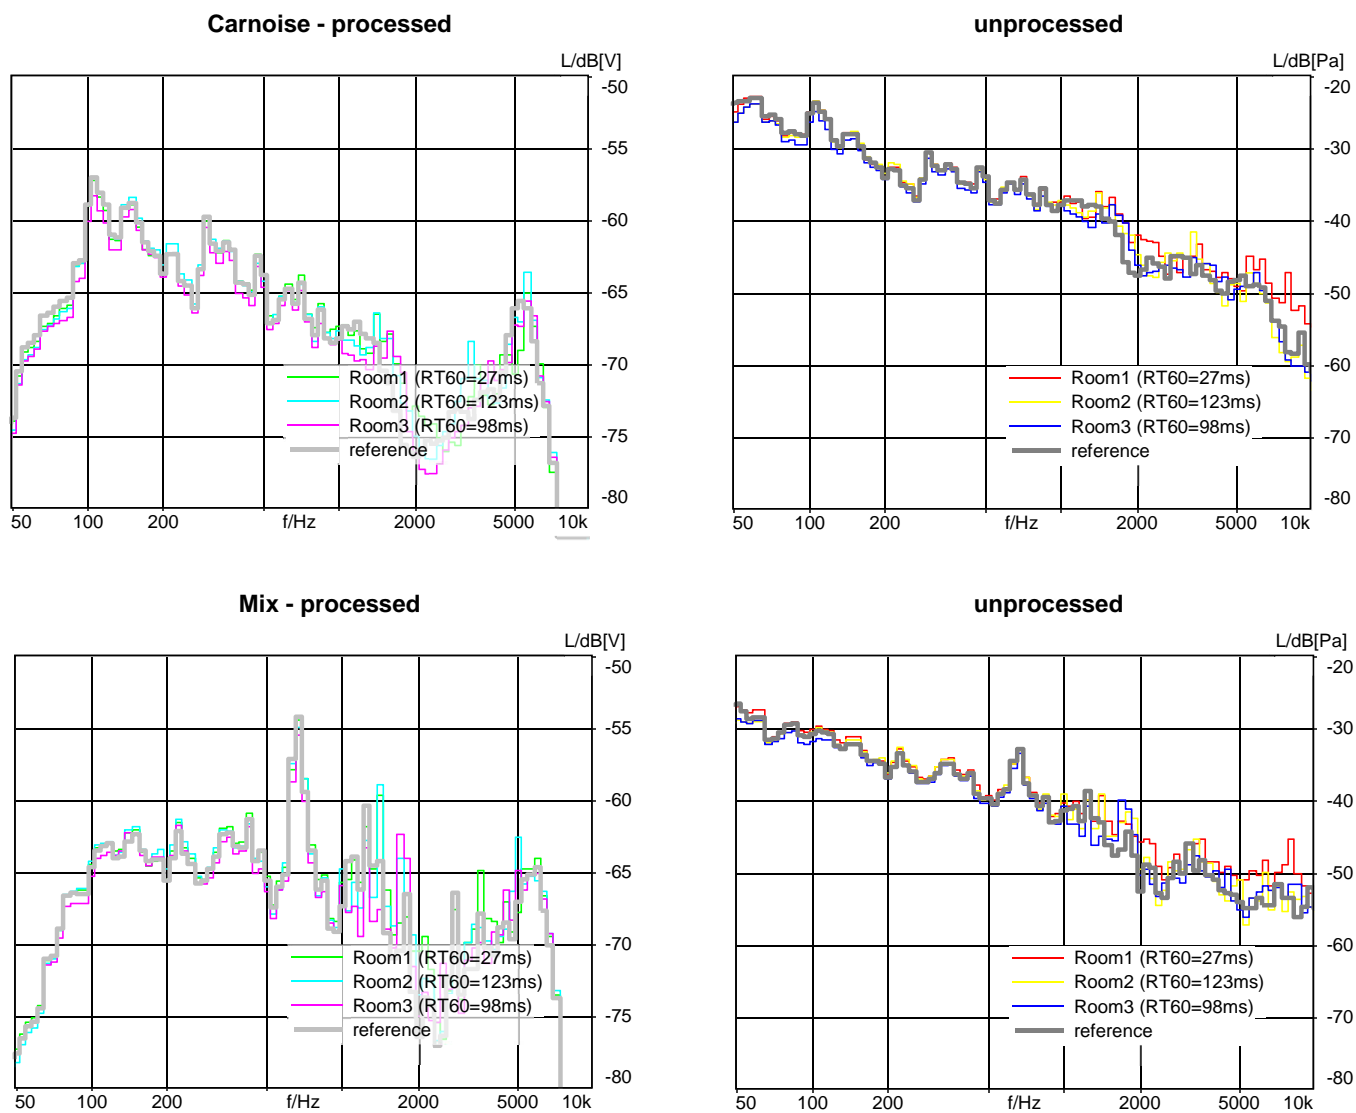 Carnoise - processed
L/dB[V]
-50
-55
-60
-65
-70
-75
-80
Room1 (RT60=27ms)
Room2 (RT60=123ms)
Room3 (RT60=98ms)
reference
50 100 200 f/Hz 2000 5000 10k
unprocessed
L/dB[Pa]
-20
-30
-40
-50
-60
-70
-80
Room1 (RT60=27ms)
Room2 (RT60=123ms)
Room3 (RT60=98ms)
reference
50 100 200 f/Hz 2000 5000 10k
Mix - processed
L/dB[V]
-50
-55
-60
-65
-70
-75
-80
Room1 (RT60=27ms)
Room2 (RT60=123ms)
Room3 (RT60=98ms)
reference
50 100 200 f/Hz 2000 5000 10k
unprocessed
L/dB[Pa]
-20
-30
-40
-50
-60
-70
-80
Room1 (RT60=27ms)
Room2 (RT60=123ms)
Room3 (RT60=98ms)
reference
50 100 200 f/Hz 2000 5000 10k